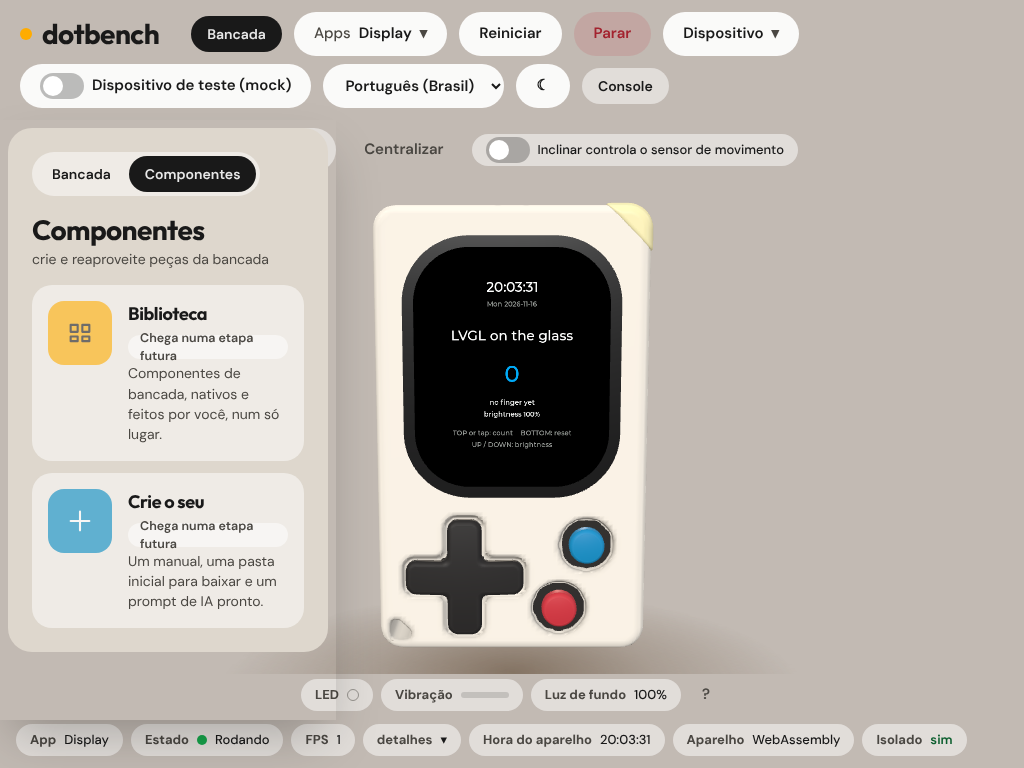 dotbench Bancada Apps Display ▾ Reiniciar Parar Dispositivo ▾
Dispositivo de teste (mock) Português (Brasil) Console
Bancada Componentes
Centralizar Inclinar controla o sensor de movimento
Componentes
crie e reaproveite peças da bancada
Biblioteca
Chega numa etapa
futura
Componentes de
bancada, nativos e
feitos por você, num só
lugar.
Crie o seu
Chega numa etapa
futura
Um manual, uma pasta
inicial para baixar e um
prompt de IA pronto.
20:03:31
Mon 2026-11-16
LVGL on the glass
0
no finger yet
brightness 100%
TOP or tap: count BOTTOM: reset
UP / DOWN: brightness
LED Vibração Luz de fundo 100% ?
App Display Estado Rodando FPS 1 detalhes ▾ Hora do aparelho 20:03:31 Aparelho WebAssembly Isolado sim